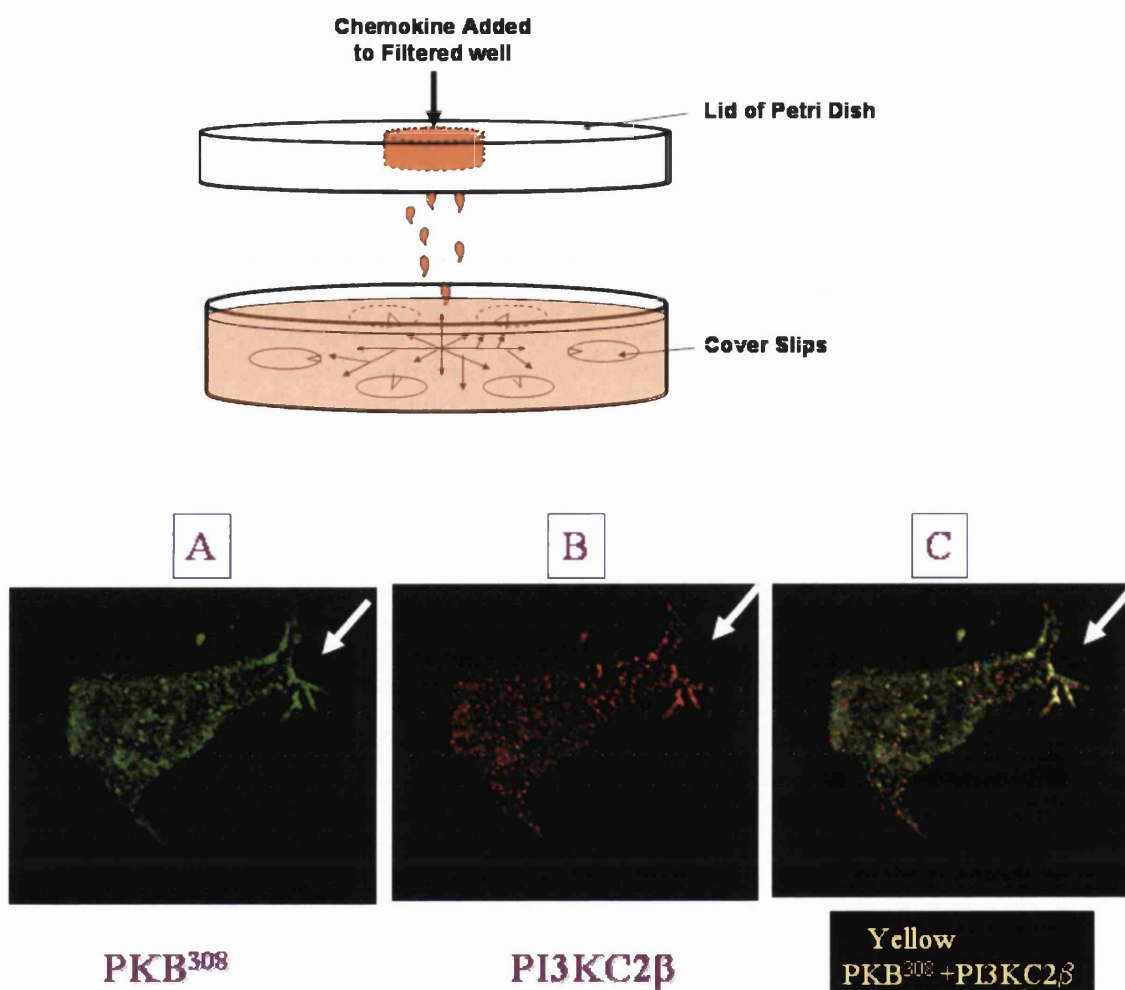 Chemokine Added
to Filtered well
Lid of Petri Dish
Cover Slips
A
B
C
PKB³⁰⁸
PI3KC2β
Yellow
PKB³⁰⁸ +PI3KC2β